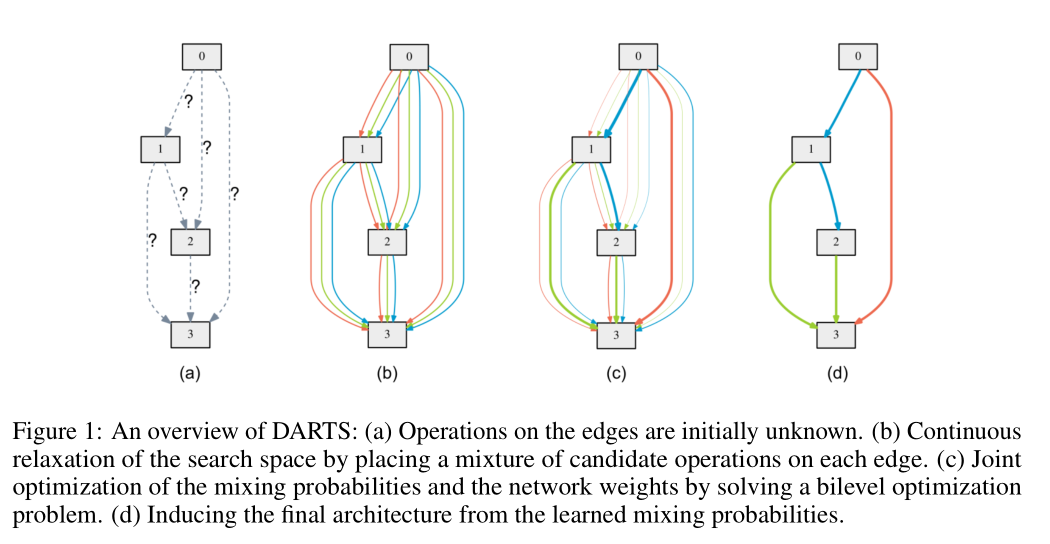 0 0 0 0
?
1 ? 1 1 1
? ?
? 2 2 2 2
?
3 3 3 3
(a) (b) (c) (d)
Figure 1: An overview of DARTS: (a) Operations on the edges are initially unknown. (b) Continuous
relaxation of the search space by placing a mixture of candidate operations on each edge. (c) Joint
optimization of the mixing probabilities and the network weights by solving a bilevel optimization
problem. (d) Inducing the final architecture from the learned mixing probabilities.